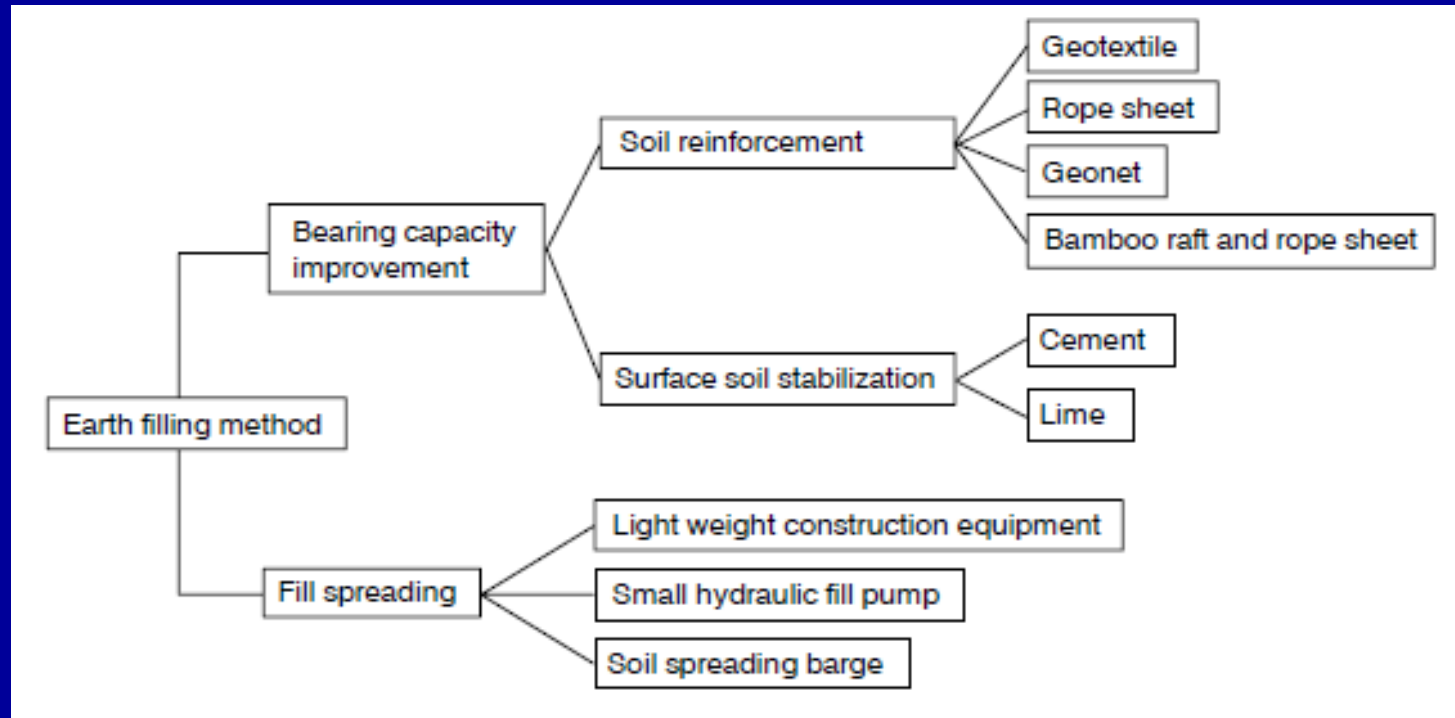 Geotextile
Rope sheet
Soil reinforcement
Geonet
Bearing capacity
improvement
Bamboo raft and rope sheet
Cement
Surface soil stabilization
Lime
Earth filling method
Light weight construction equipment
Fill spreading
Small hydraulic fill pump
Soil spreading barge